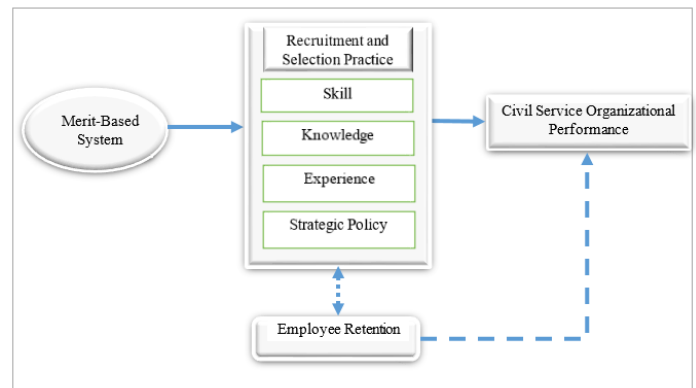 Recruitment and
Selection Practice
Skill
Merit-Based
System
Knowledge
Civil Service Organizational
Performance
Experience
Strategic Policy
Employee Retention